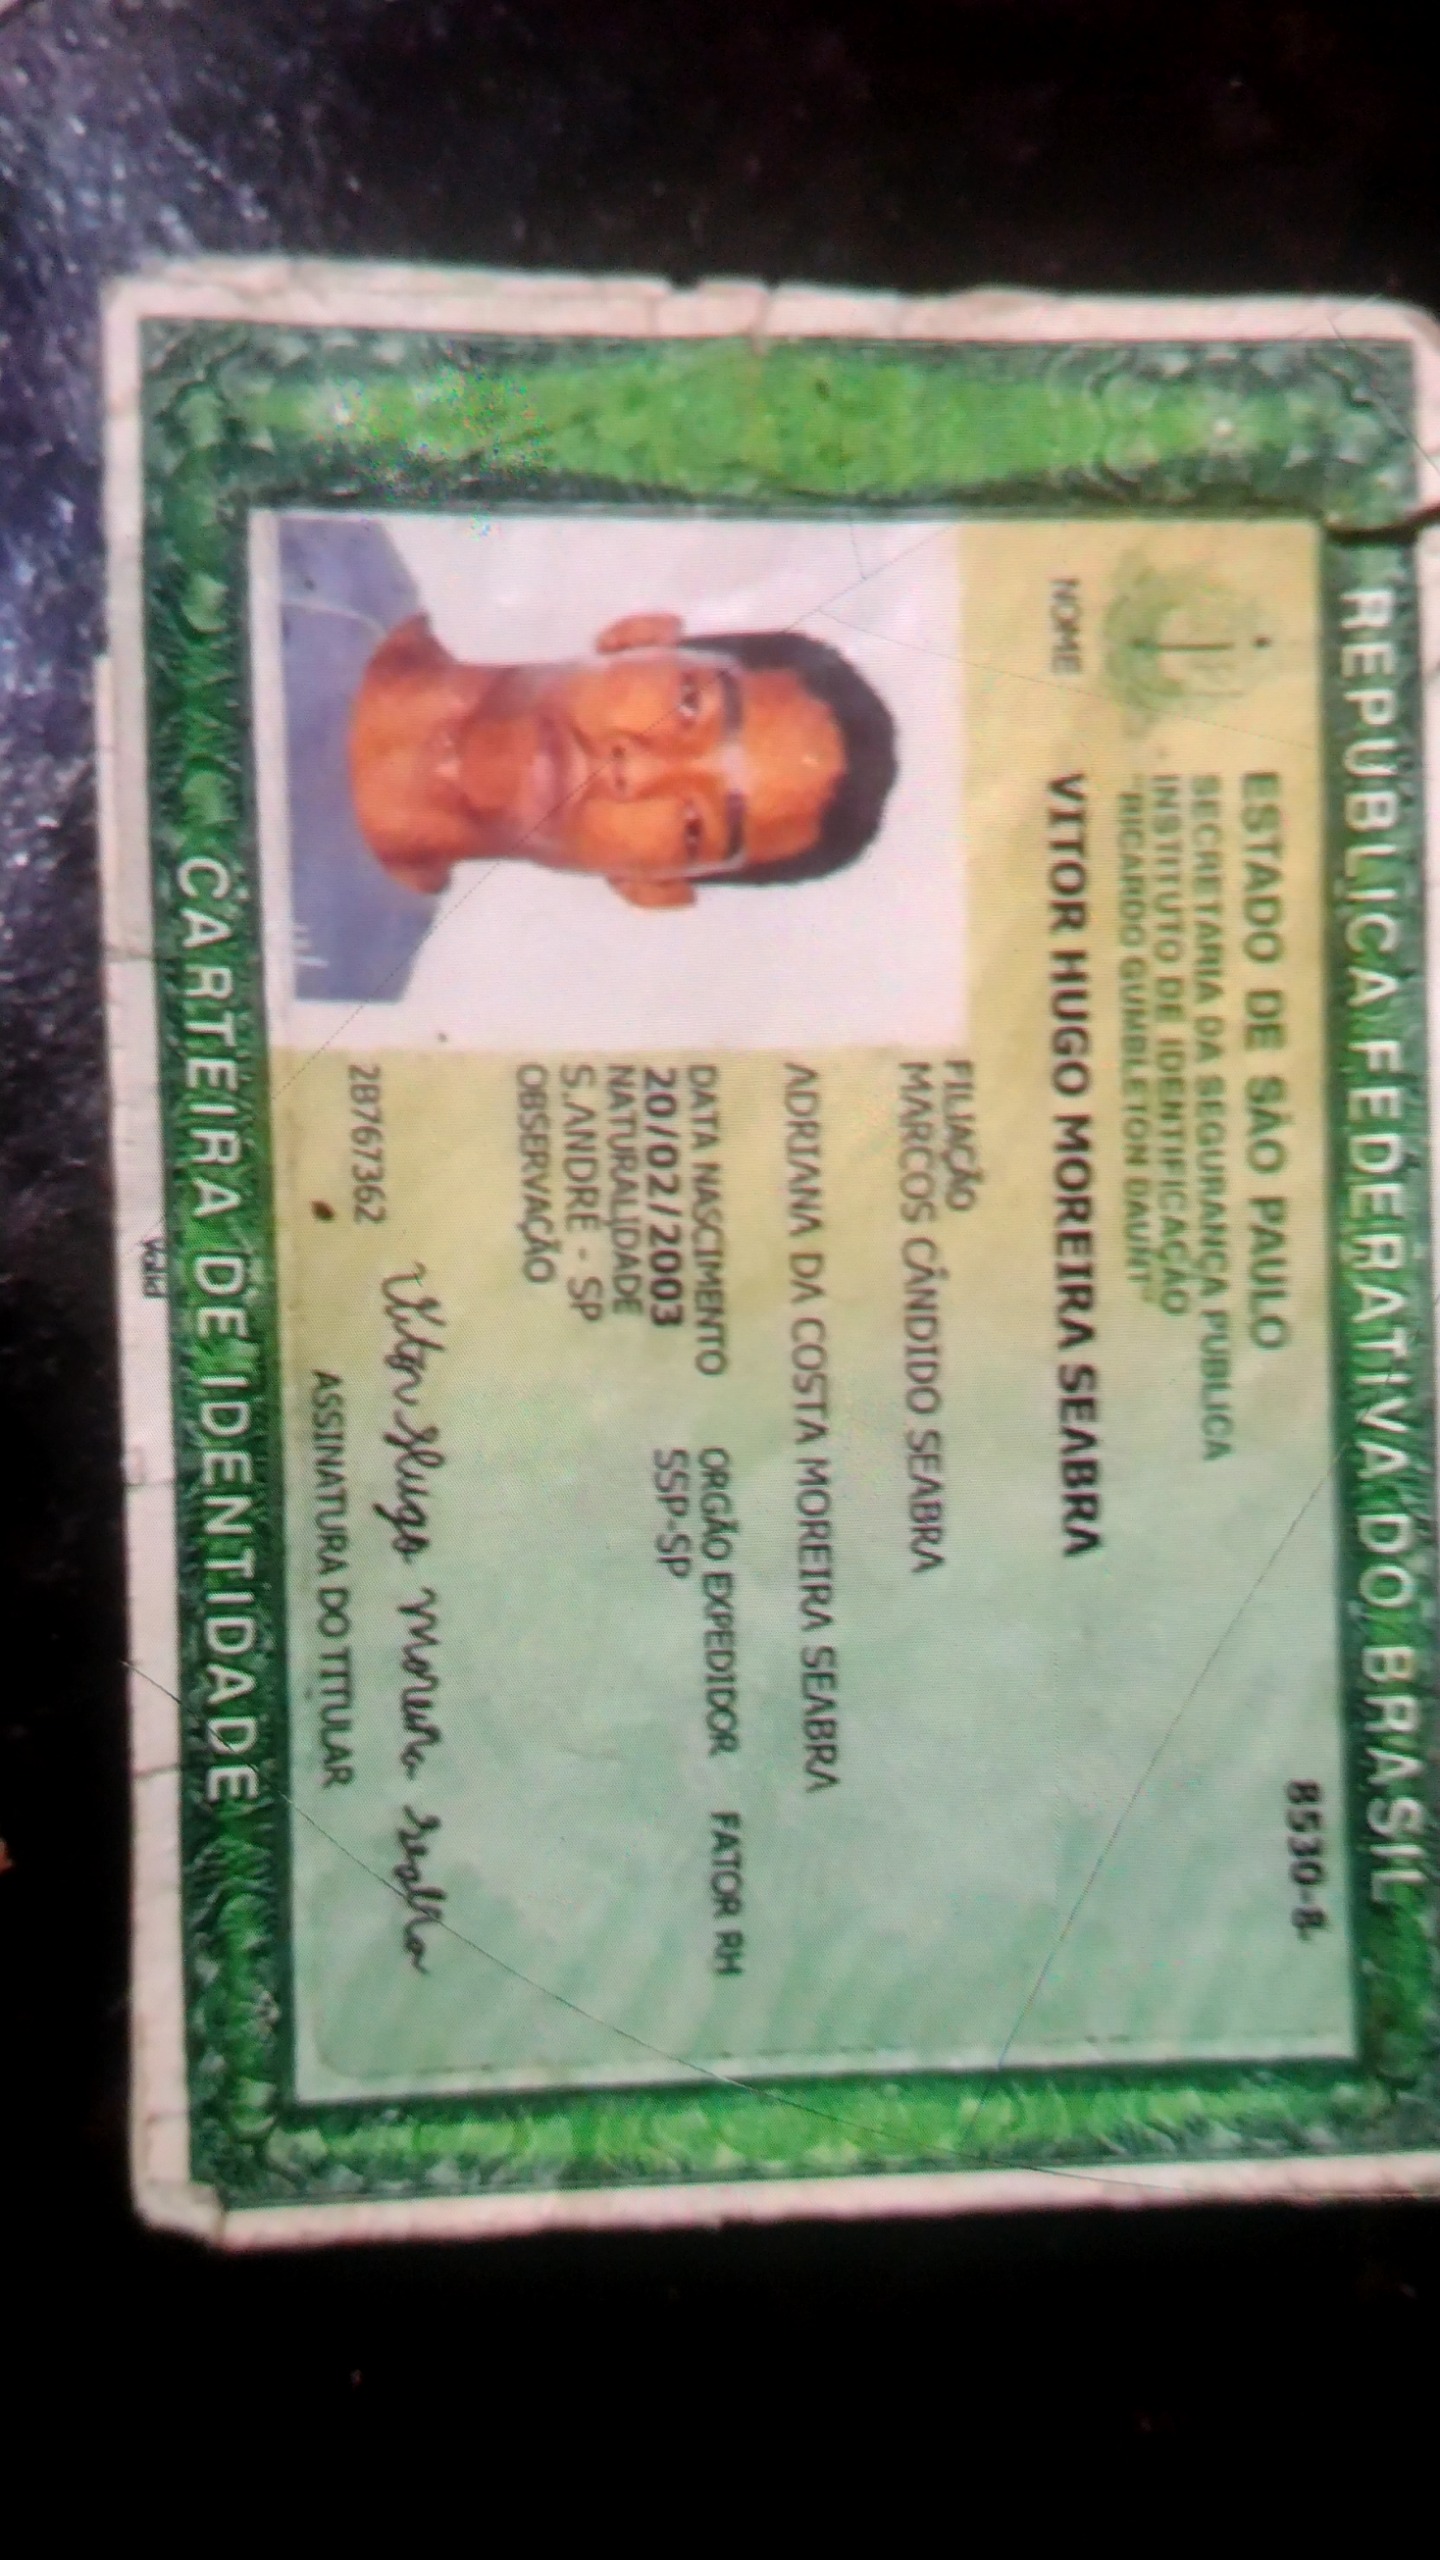 REPÚBLICA FEDERATIVA DO BRASIL
8530-8
ESTADO DE SÃO PAULO
SECRETARIA DA SEGURANÇA PÚBLICA
INSTITUTO DE IDENTIFICAÇÃO
"RICARDO GUMBLETON DAUNT"
NOME VITOR HUGO MOREIRA SEABRA
FILIAÇÃO
MARCOS CÂNDIDO SEABRA
ADRIANA DA COSTA MOREIRA SEABRA
DATA NASCIMENTO ORGÃO EXPEDIDOR FATOR RH
20/02/2003 SSP-SP
NATURALIDADE
S.ANDRÉ - SP
OBSERVAÇÃO
28767362 Vitor Hugo Moreira Seabra
ASSINATURA DO TITULAR
CARTEIRA DE IDENTIDADE
Valid